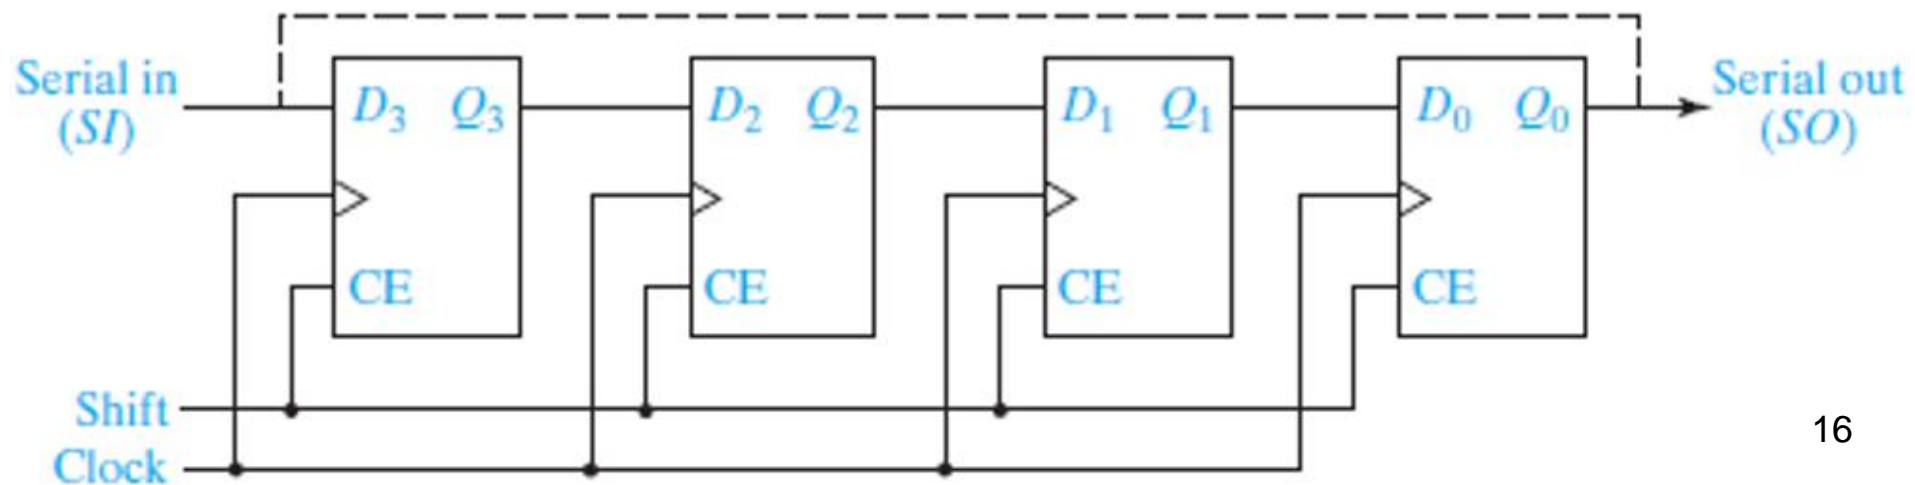 Serial in
(SI)
D₃ Q₃
D₂ Q₂
D₁ Q₁
D₀ Q₀
Serial out
(SO)
CE
CE
CE
CE
Shift
Clock
16